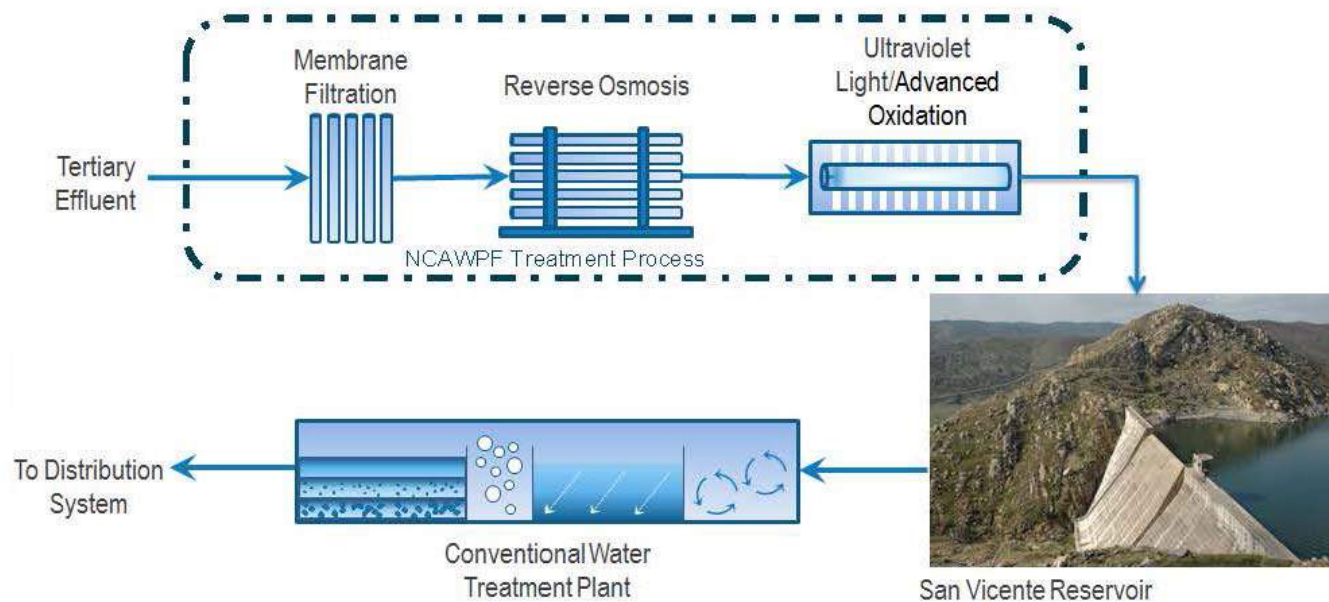 Membrane
Filtration
Reverse Osmosis
Ultraviolet
Light/Advanced
Oxidation
Tertiary
Effluent
NCAWPF Treatment Process
To Distribution
System
Conventional Water
Treatment Plant
San Vicente Reservoir